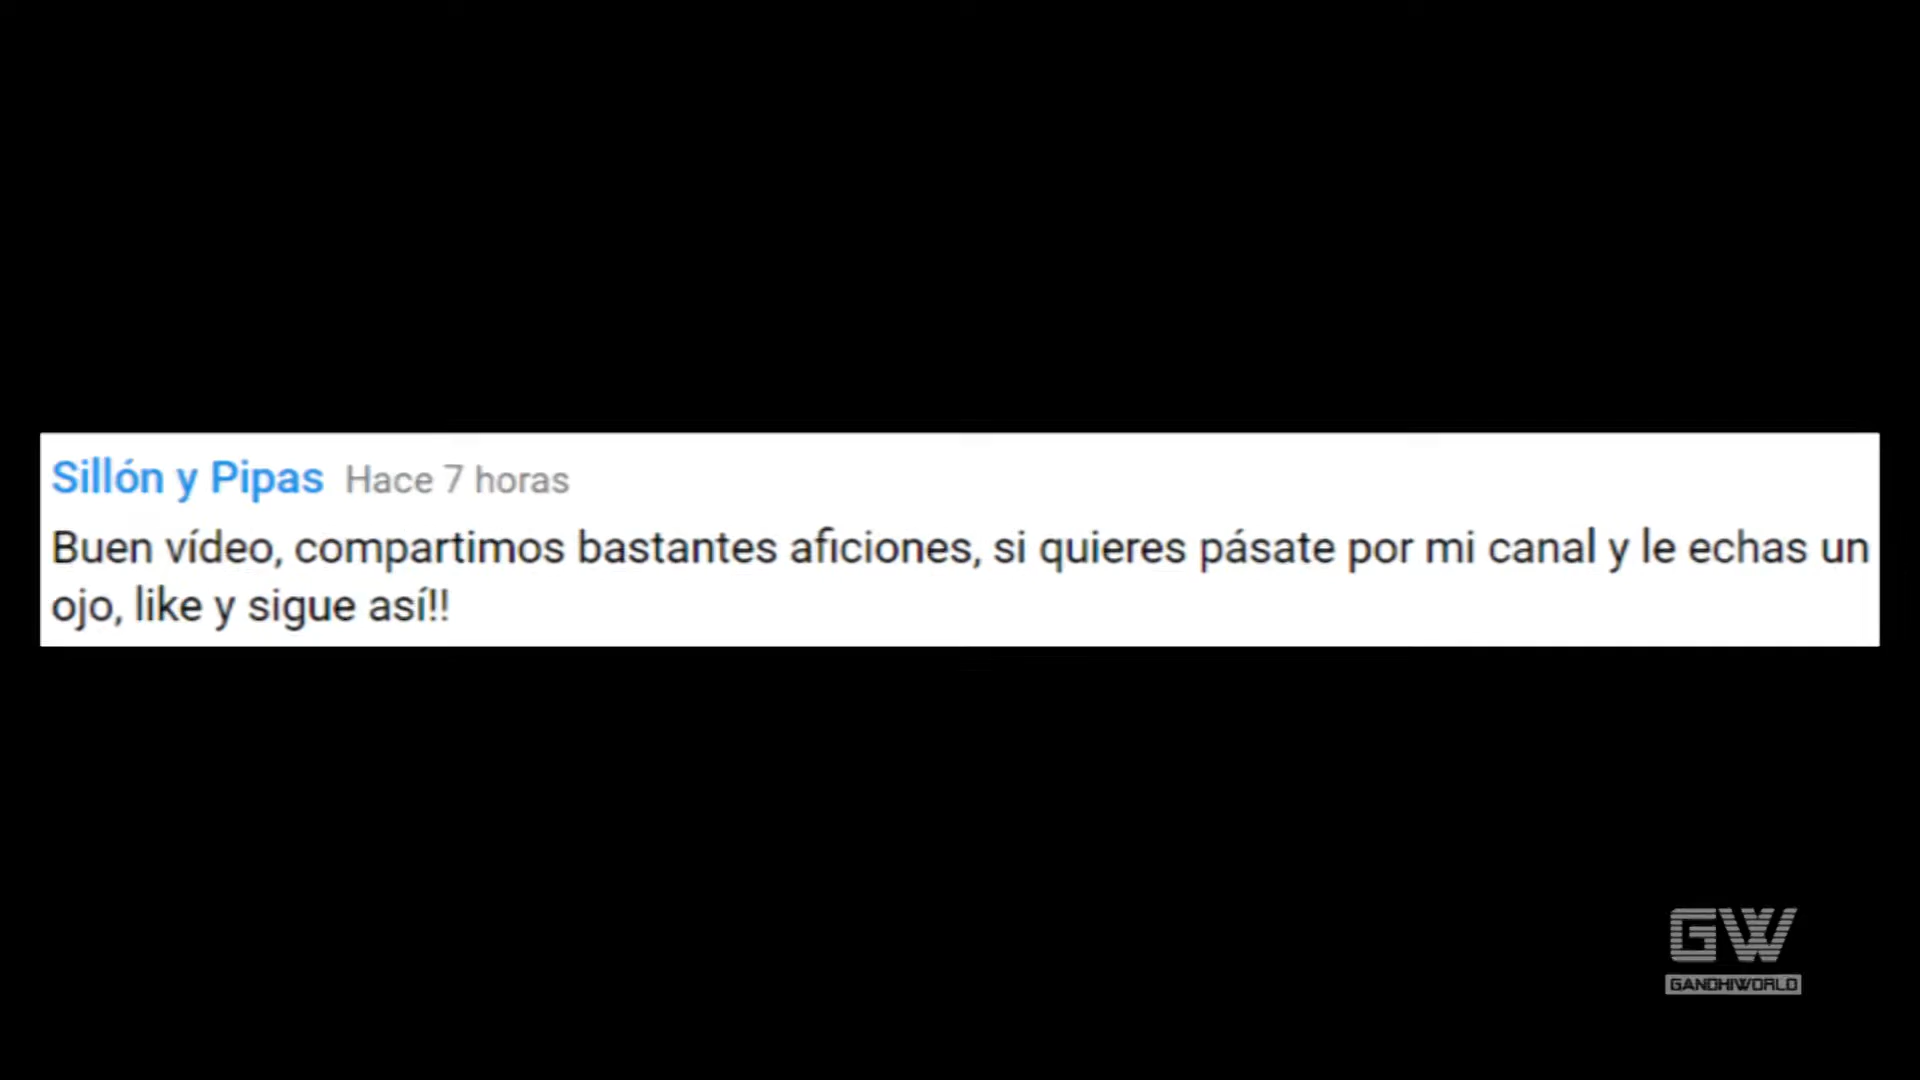 Sillón y Pipas Hace 7 horas
Buen vídeo, compartimos bastantes aficiones, si quieres pásate por mi canal y le echas un
ojo, like y sigue así!!
GW
GANDHIWORLD